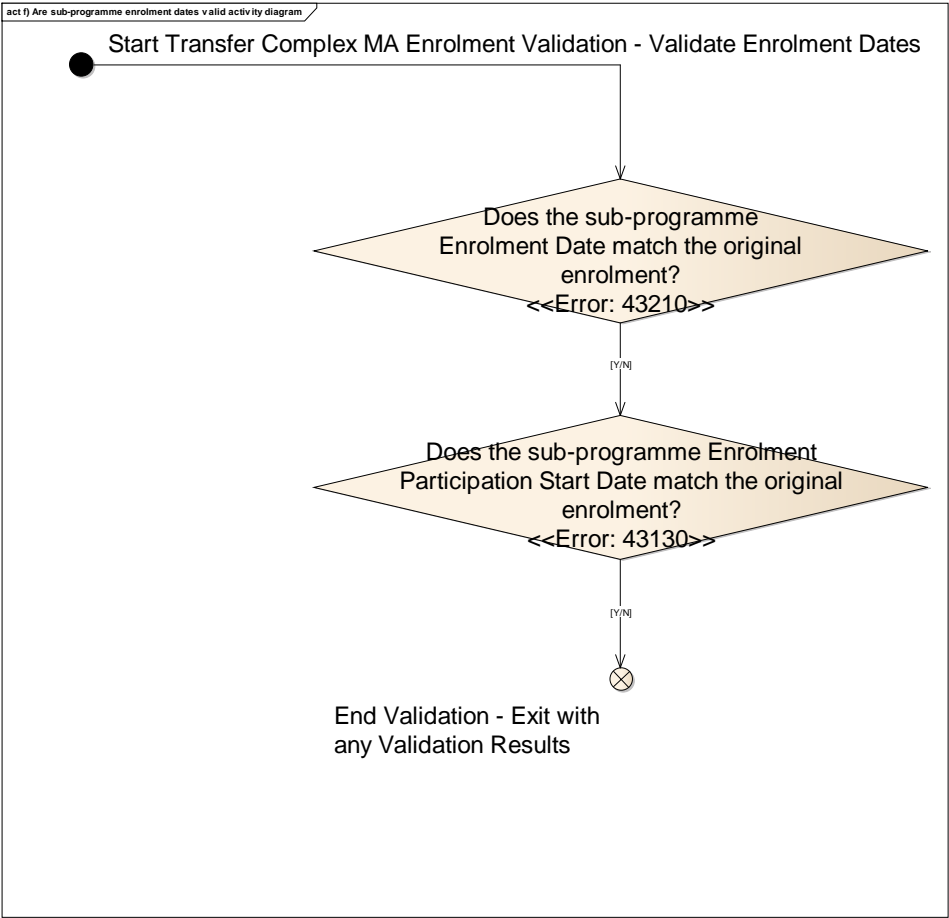 act f) Are sub-programme enrolment dates valid activity diagram
Start Transfer Complex MA Enrolment Validation - Validate Enrolment Dates
Does the sub-programme
Enrolment Date match the original
enrolment?
<<Error: 43210>>
[Y/N]
Does the sub-programme Enrolment
Participation Start Date match the original
enrolment?
<<Error: 43130>>
[Y/N]
End Validation - Exit with
any Validation Results